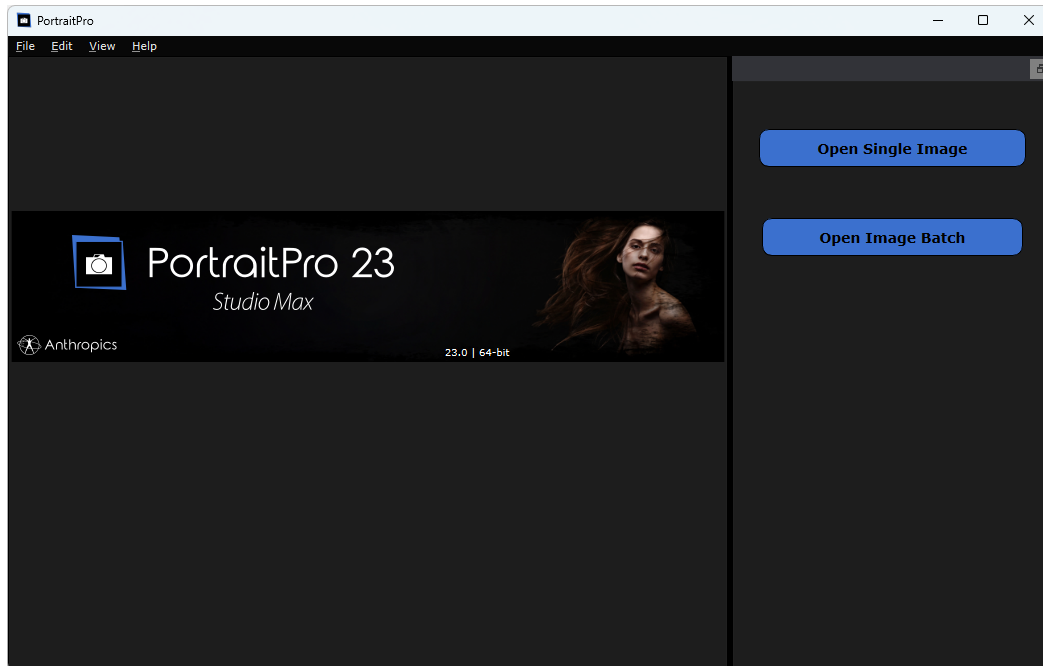 PortraitPro
File Edit View Help
Open Single Image
Open Image Batch
PortraitPro 23
Studio Max
Anthropics
23.0 | 64-bit